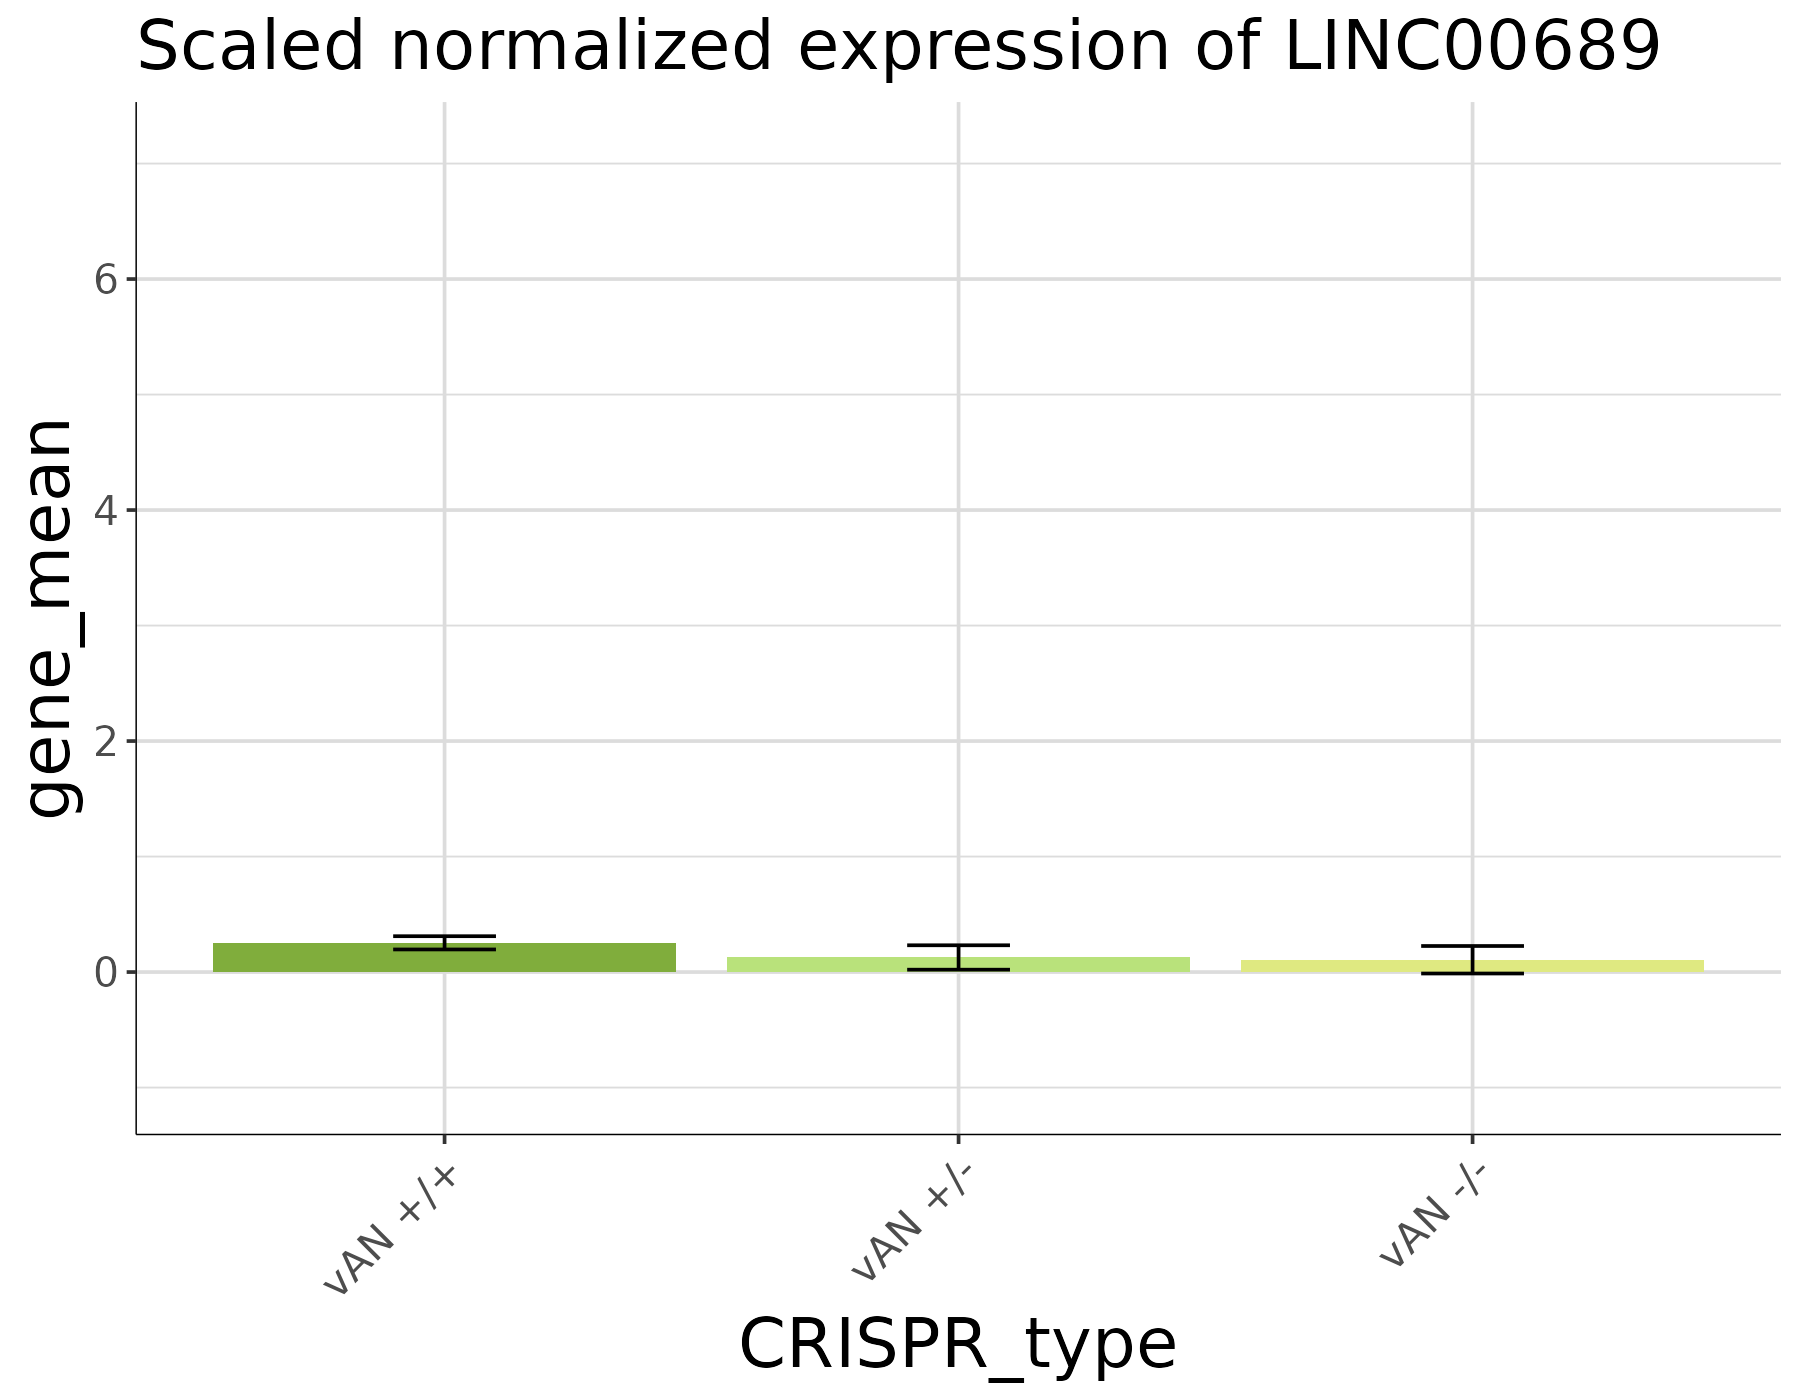 Scaled normalized expression of LINC00689
gene_mean
6
4
2
0
vAN +/+
vAN +/-
vAN -/-
CRISPR_type